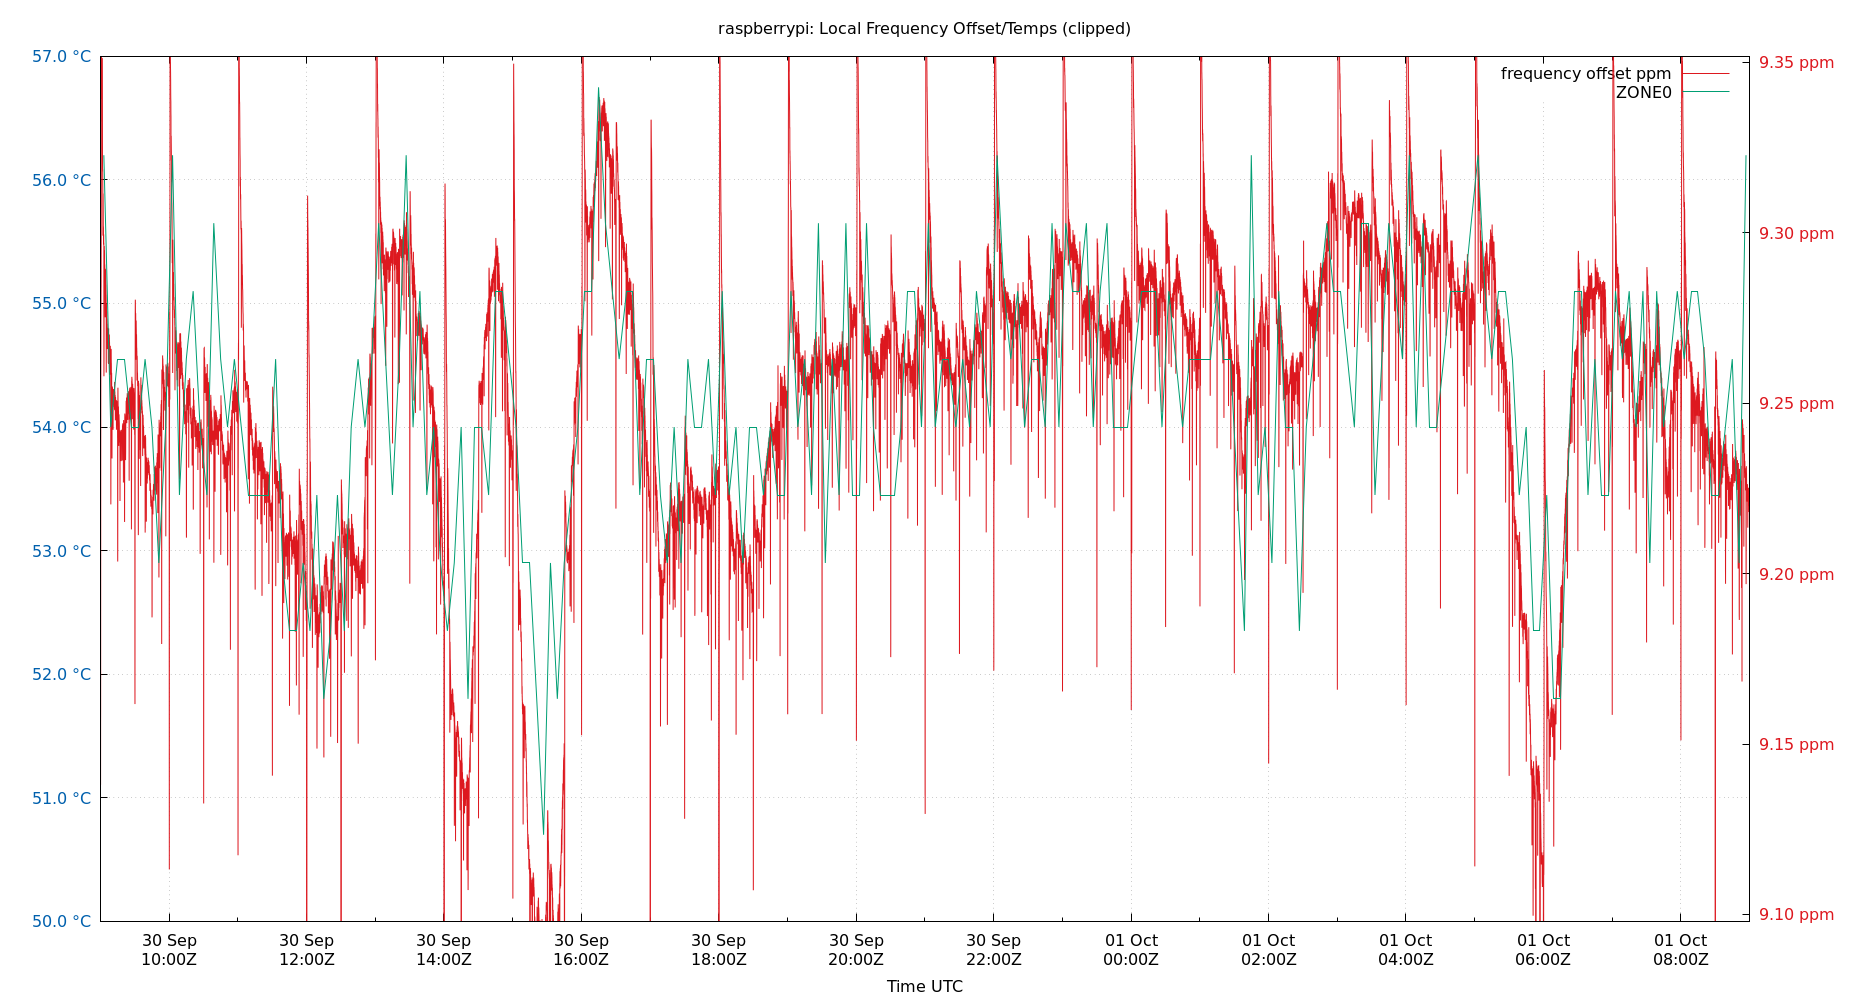 raspberrypi: Local Frequency Offset/Temps (clipped)
57.0 °C
56.0 °C
55.0 °C
54.0 °C
53.0 °C
52.0 °C
51.0 °C
50.0 °C
9.35 ppm
9.30 ppm
9.25 ppm
9.20 ppm
9.15 ppm
9.10 ppm
frequency offset ppm
ZONE0
30 Sep
10:00Z
30 Sep
12:00Z
30 Sep
14:00Z
30 Sep
16:00Z
30 Sep
18:00Z
30 Sep
20:00Z
30 Sep
22:00Z
01 Oct
00:00Z
01 Oct
02:00Z
01 Oct
04:00Z
01 Oct
06:00Z
01 Oct
08:00Z
Time UTC